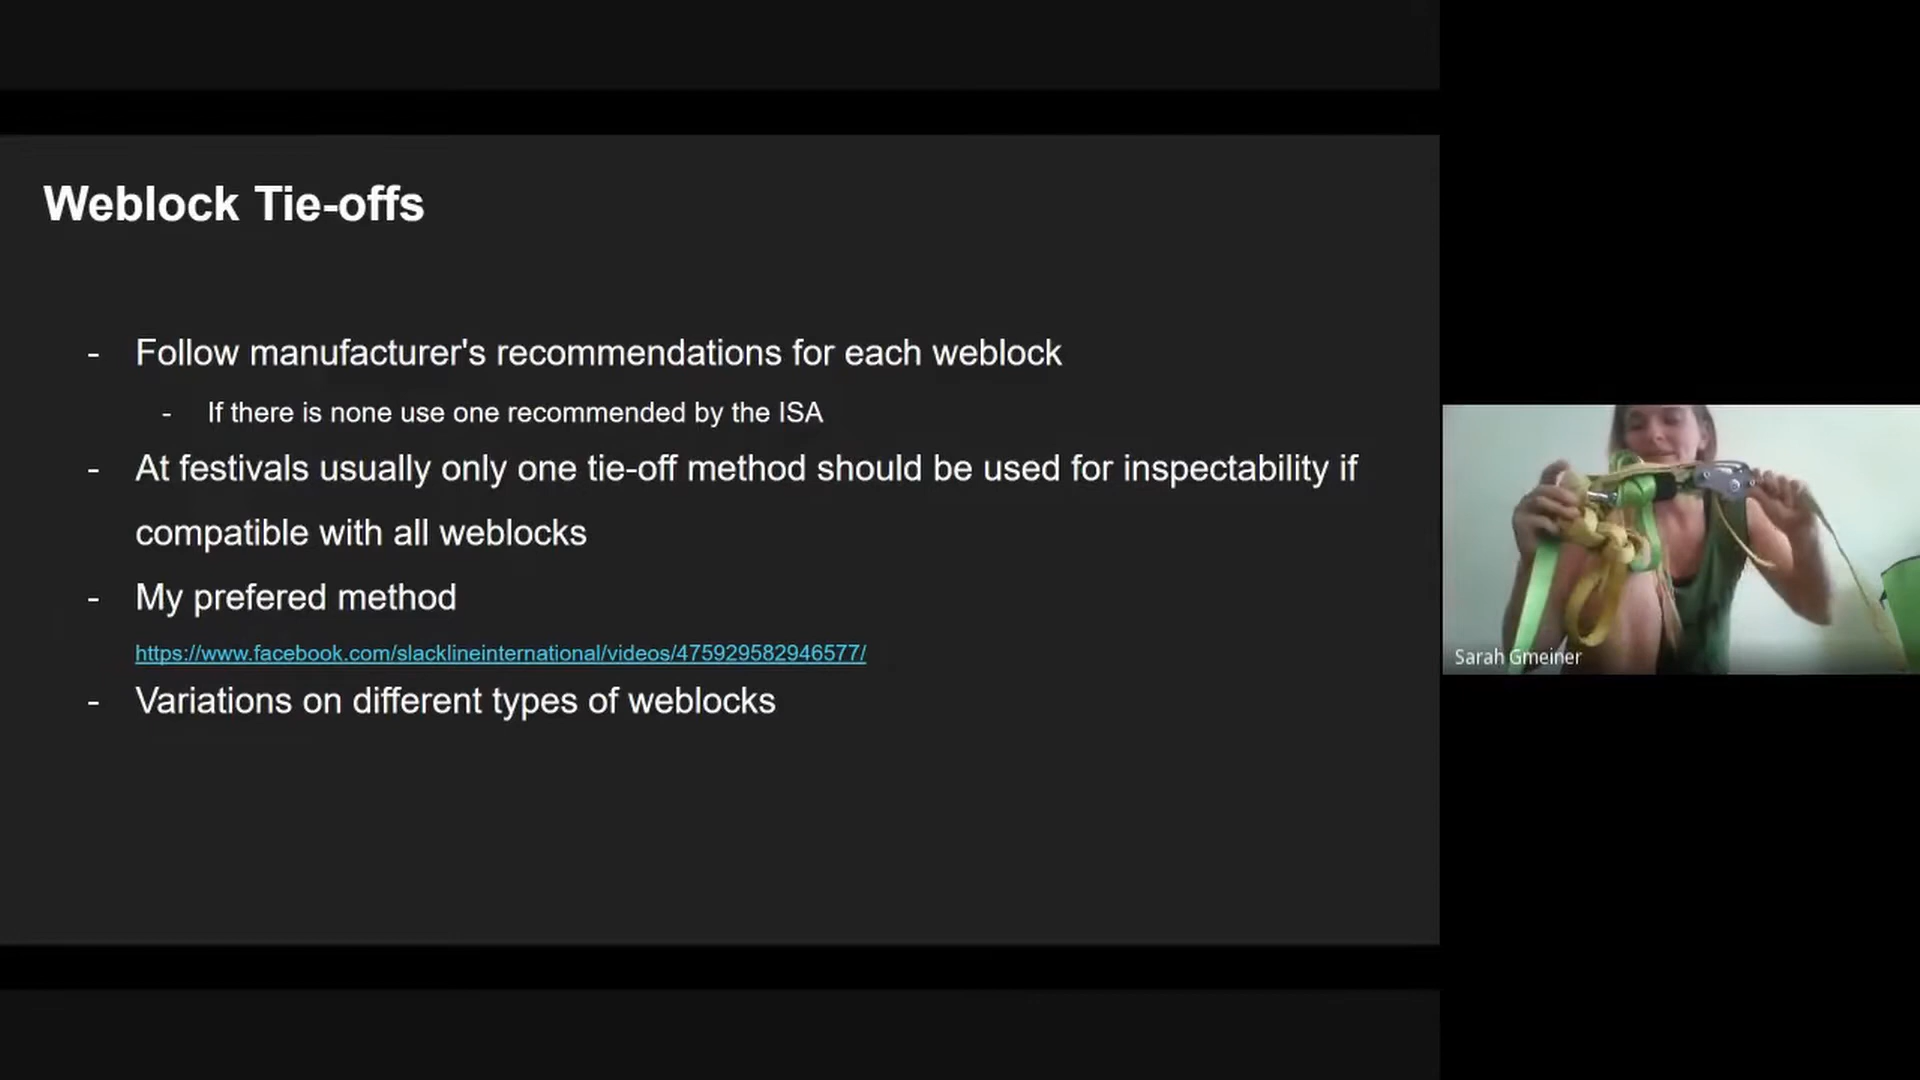 Weblock Tie-offs
- Follow manufacturer's recommendations for each weblock
- If there is none use one recommended by the ISA
- At festivals usually only one tie-off method should be used for inspectability if
compatible with all weblocks
- My prefered method
https://www.facebook.com/slacklineinternational/videos/475929582946577/
- Variations on different types of weblocks
Sarah Gmeiner